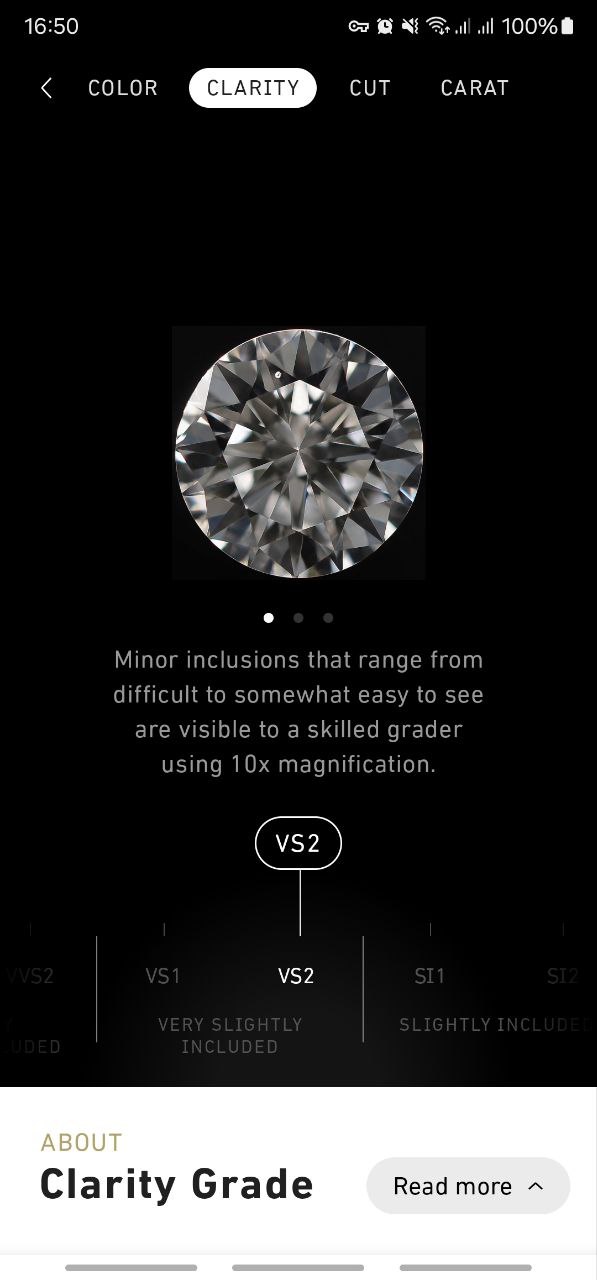 16:50 100%
COLOR CLARITY CUT CARAT
Minor inclusions that range from
difficult to somewhat easy to see
are visible to a skilled grader
using 10x magnification.
VS2
VVS2 VS1 VS2 SI1 SI2
VERY SLIGHTLY SLIGHTLY INCLUDED
INCLUDED
ABOUT
Clarity Grade
Read more